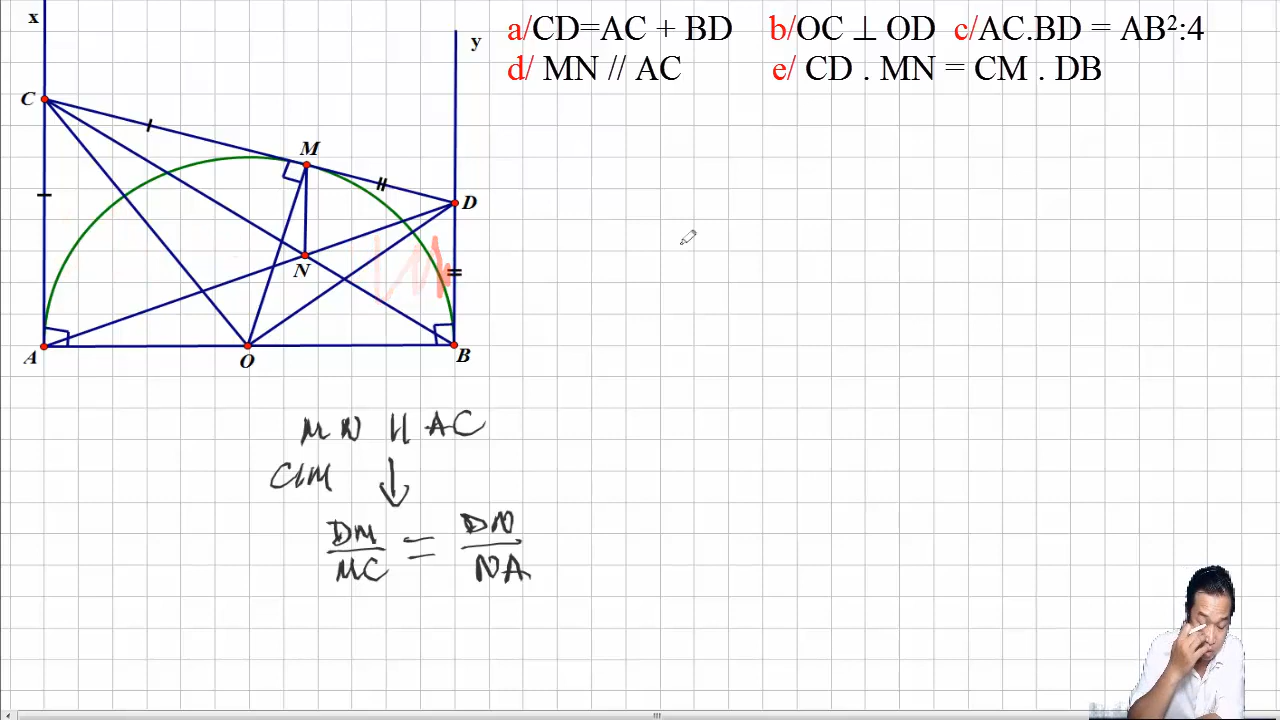 a/CD=AC + BD b/OC ⊥ OD c/AC.BD = AB²:4
d/ MN // AC e/ CD . MN = CM . DB
x
y
C
M
D
N
A
O
B
MN // AC
C/M ↓
DM/MC = DN/NA